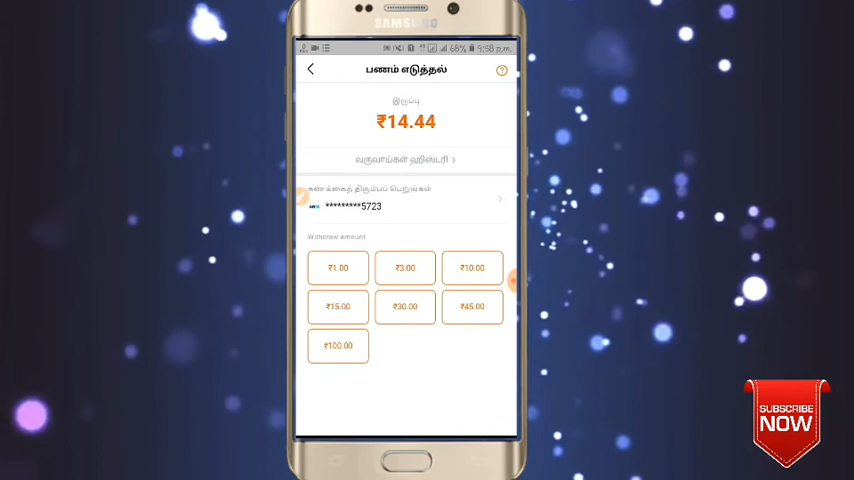 SAMSUNG
68% 9:58 p.m.
பணம் எடுத்தல்
இருப்பு
₹14.44
வருவாய்கள் ஹிஸ்டரி >
கணக்கைத் திரும்பப் பெறுங்கள்
*********5723
Withdraw amount
₹1.00 ₹3.00 ₹10.00
₹15.00 ₹30.00 ₹45.00
₹100.00
SUBSCRIBE
NOW